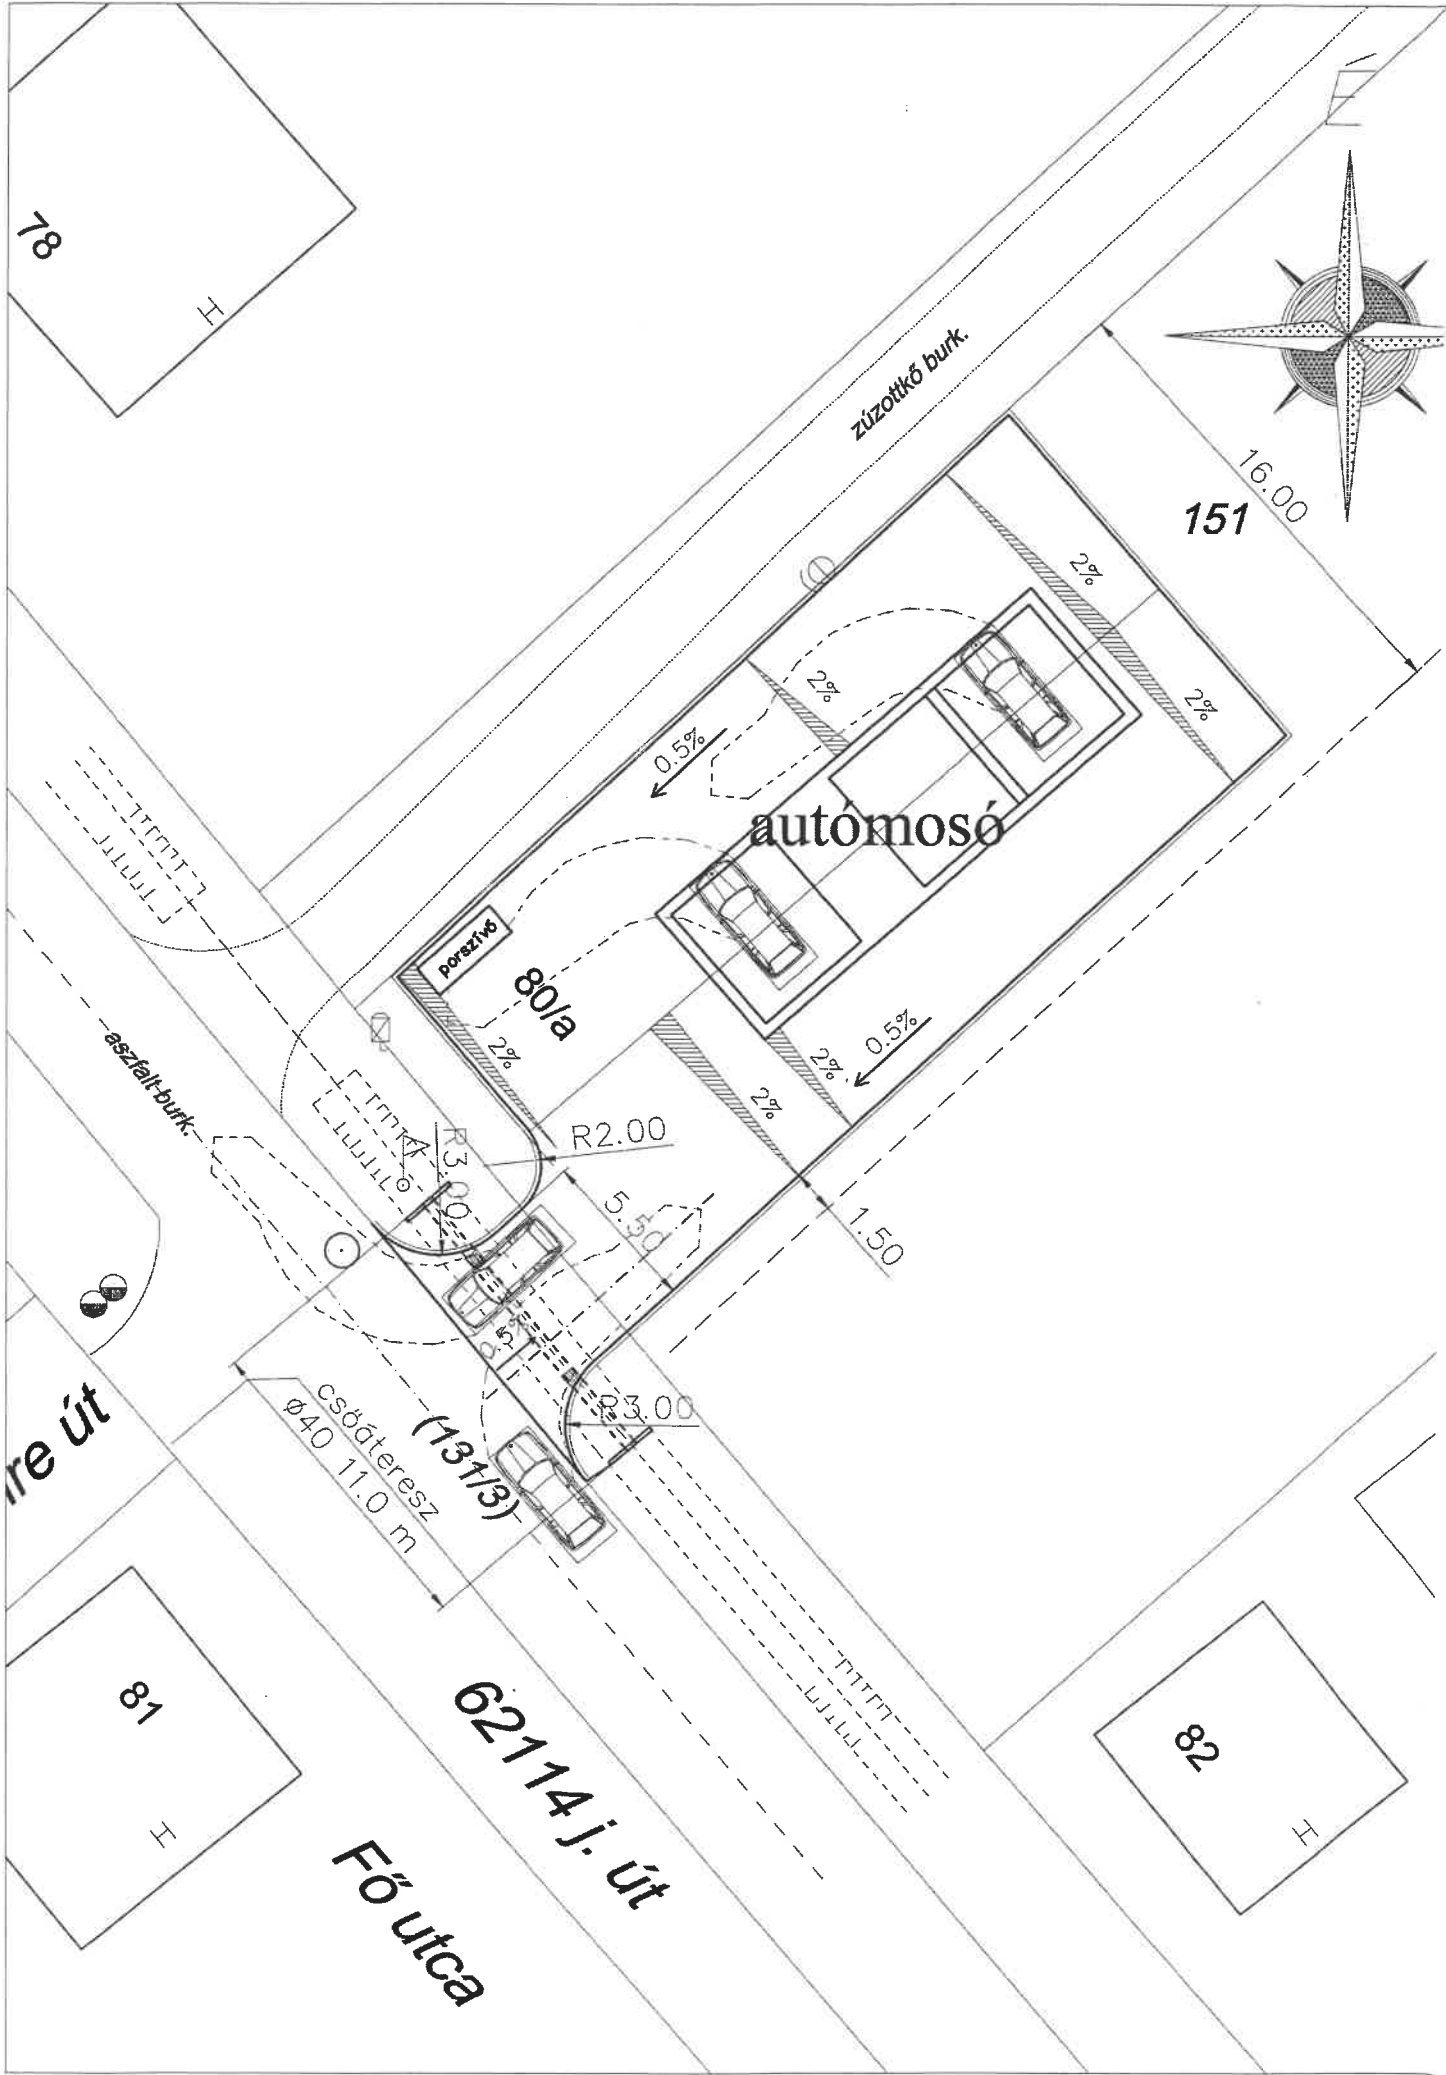 É
78
H
zúzottkő burk.
16.00
151
2%
2%
2%
0.5%
autómosó
porszívó
80/a
2%
2%
0.5%
2%
aszfalt burk.
R3.00
R2.00
5.50
1.50
0.5%
R3.00
csőáteresz
ø40 11.0 m
(131/3)
re út
81
H
62114 j. út
Fő utca
82
H